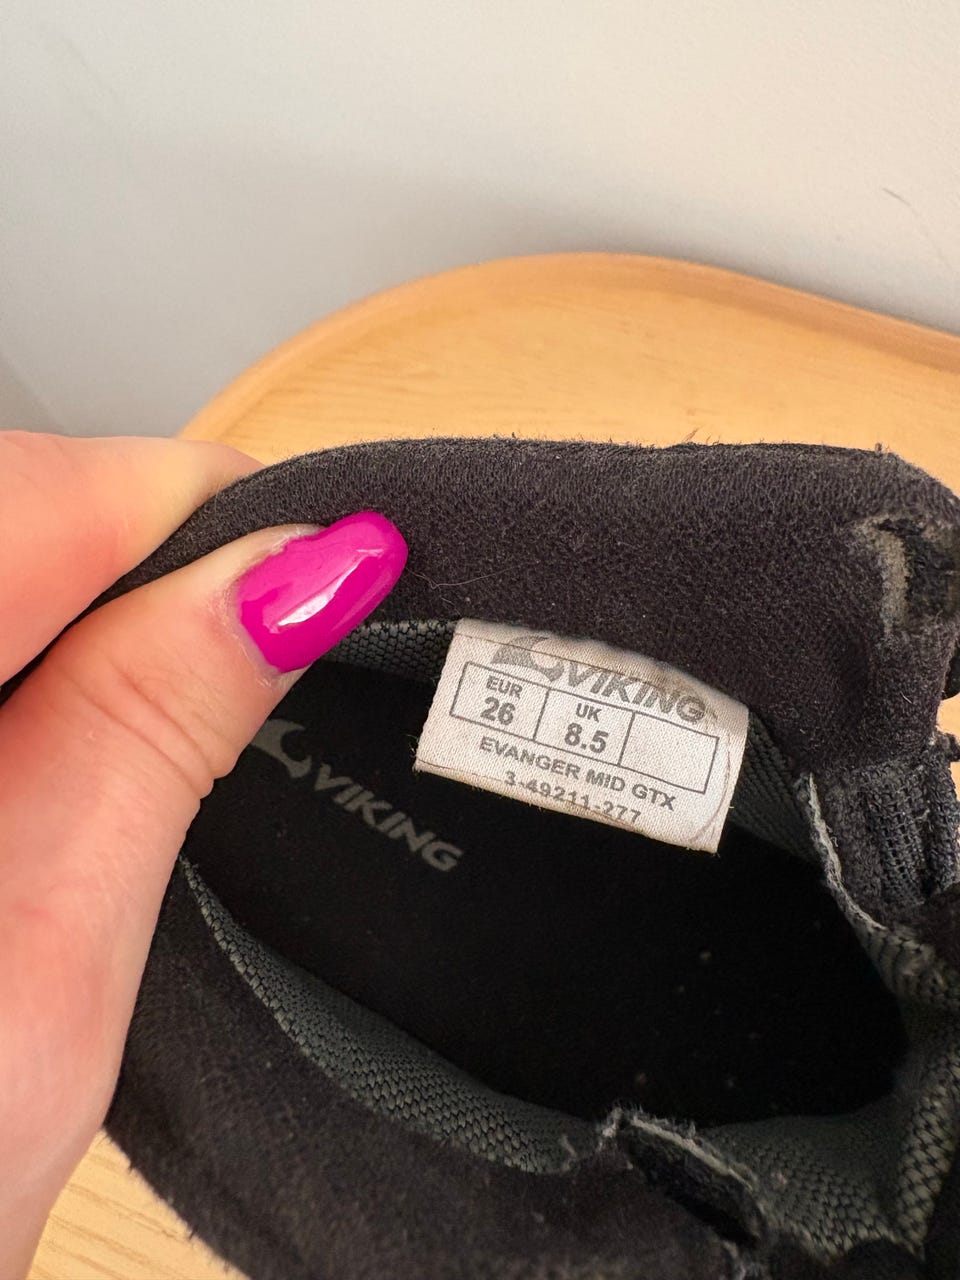 VIKING
EUR UK
26 8.5
EVANGER MID GTX
3-49211-277
VIKING